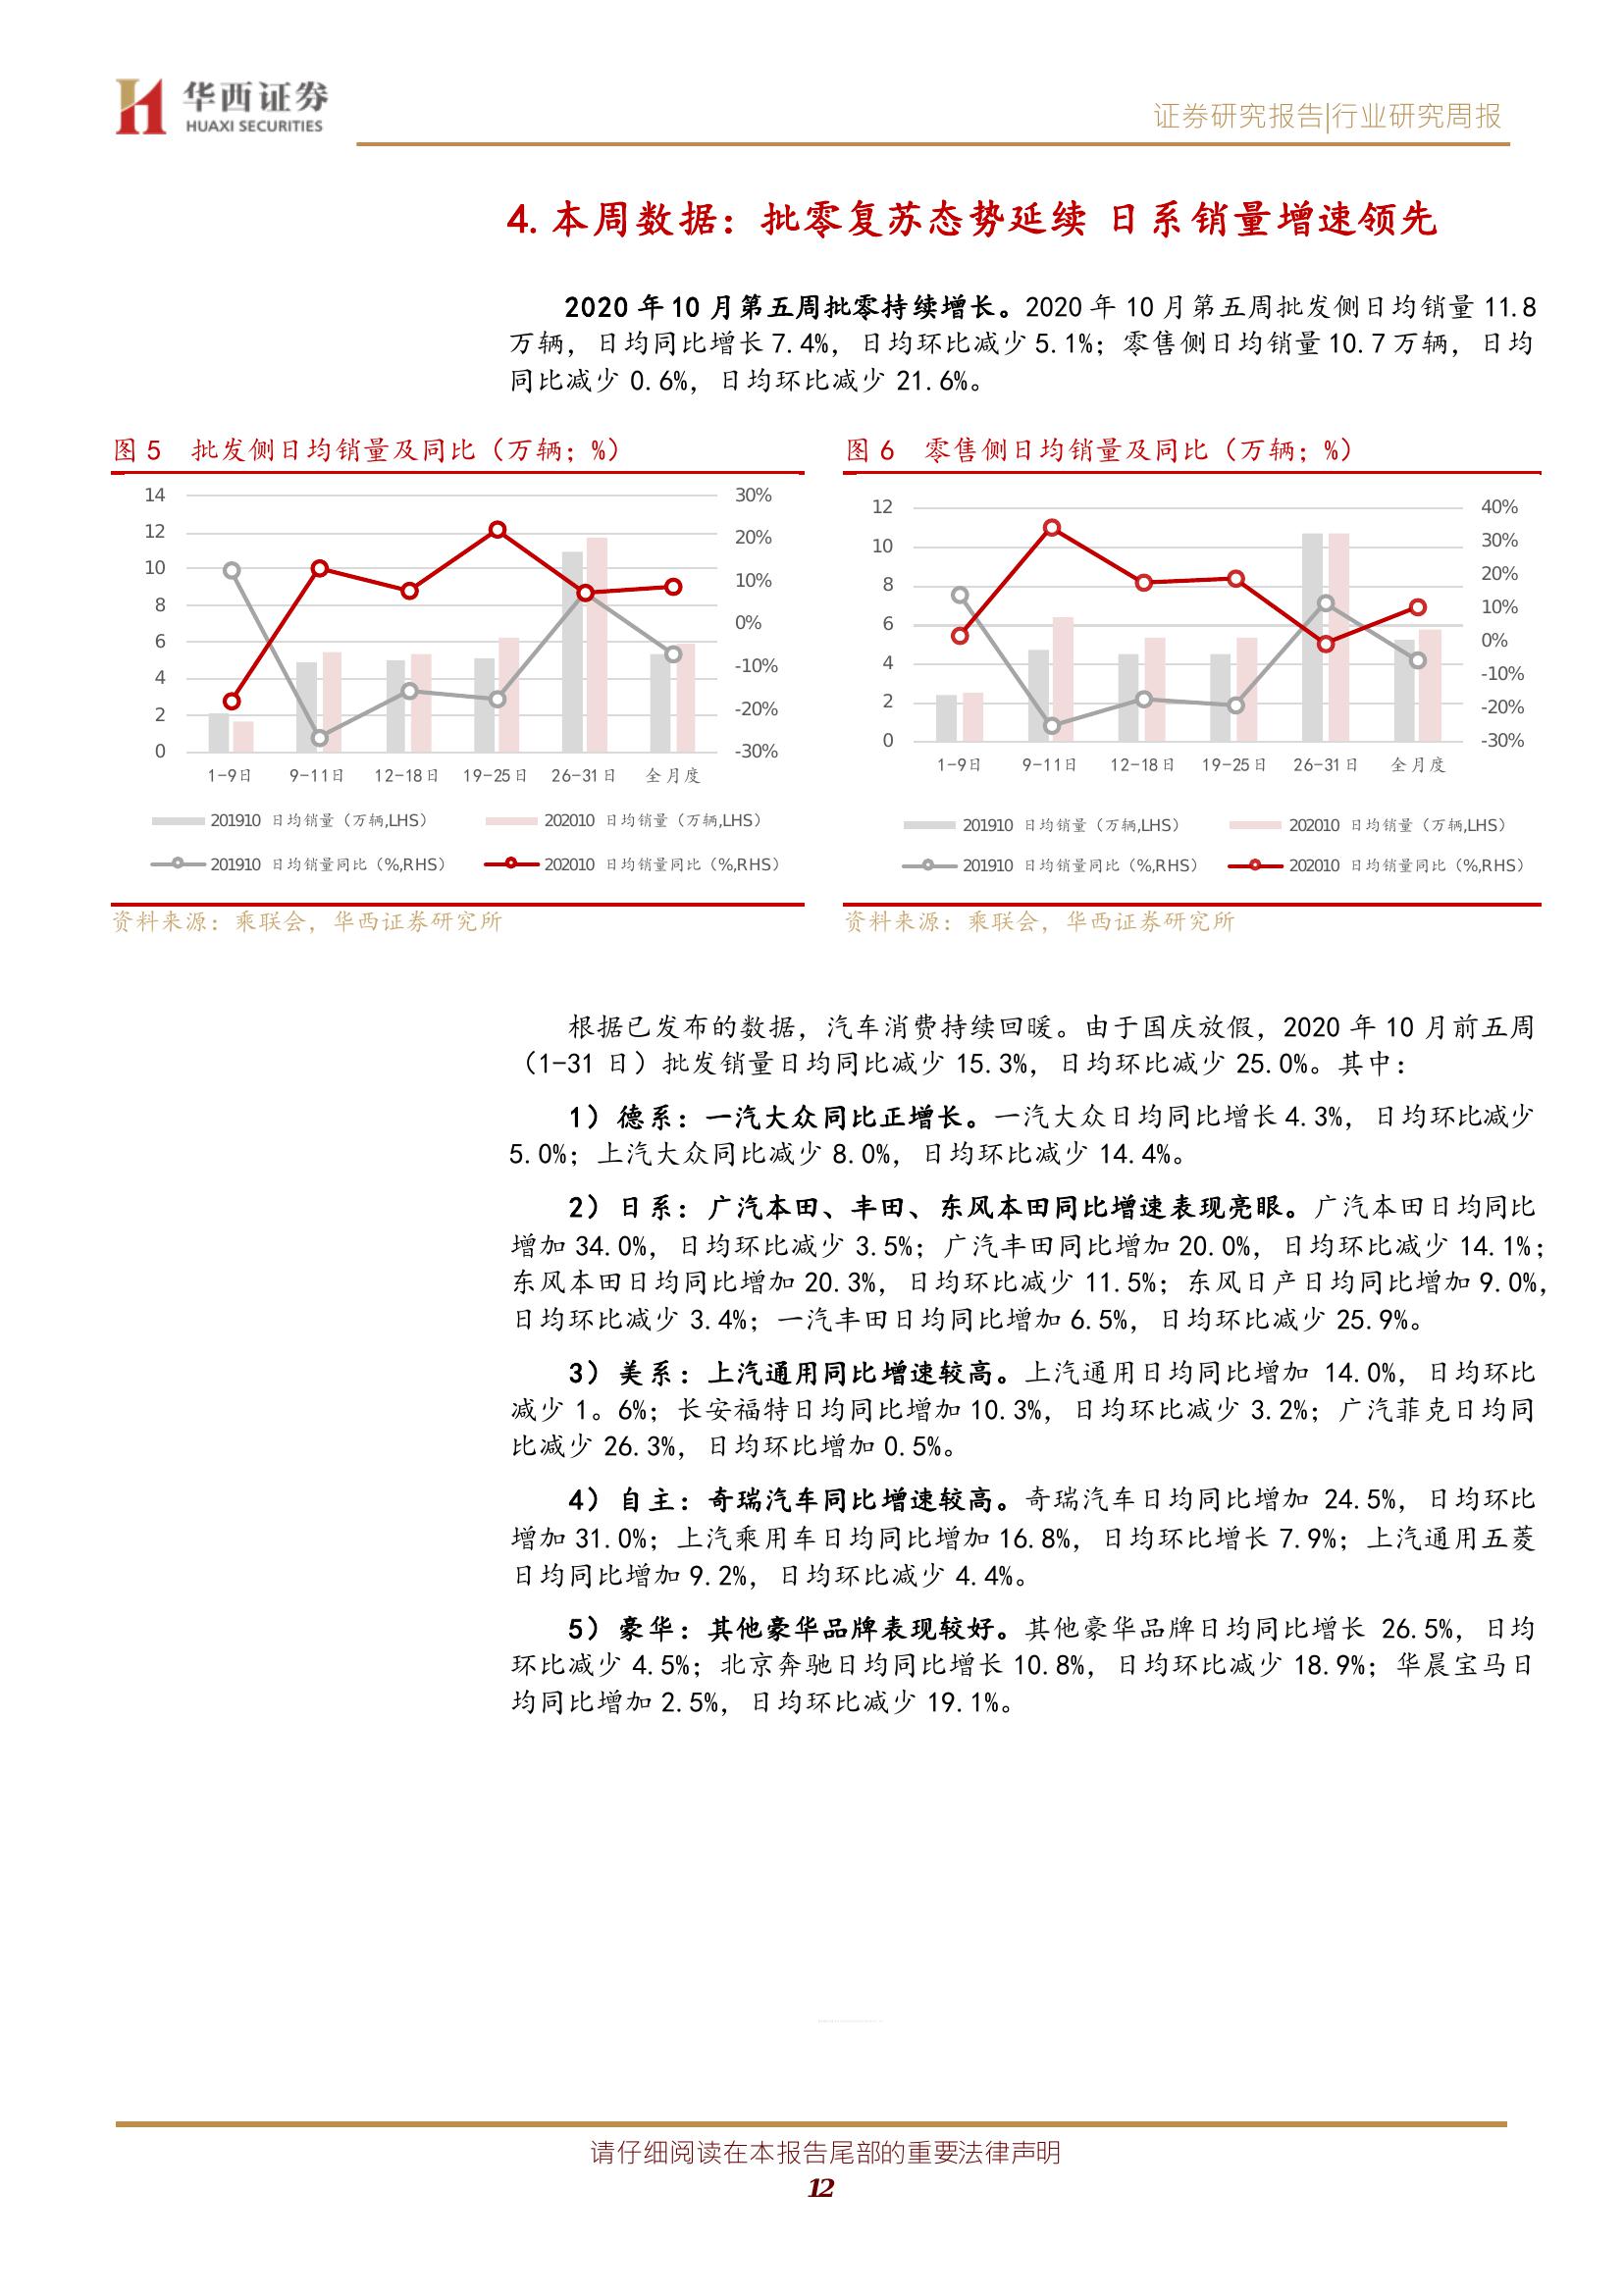 华西证券
HUAXI SECURITIES
证券研究报告|行业研究周报
4. 本周数据：批零复苏态势延续 日系销量增速领先
2020 年 10 月第五周批零持续增长。2020 年 10 月第五周批发侧日均销量 11.8
万辆，日均同比增长 7.4%，日均环比减少 5.1%；零售侧日均销量 10.7 万辆，日均
同比减少 0.6%，日均环比减少 21.6%。
图 5 批发侧日均销量及同比（万辆；%）
14
12
10
8
6
4
2
0
30%
20%
10%
0%
-10%
-20%
-30%
1-9日 9-11日 12-18日 19-25日 26-31日 全月度
201910 日均销量（万辆,LHS） 202010 日均销量（万辆,LHS）
201910 日均销量同比（%,RHS） 202010 日均销量同比（%,RHS）
资料来源：乘联会，华西证券研究所
图 6 零售侧日均销量及同比（万辆；%）
12
10
8
6
4
2
0
40%
30%
20%
10%
0%
-10%
-20%
-30%
1-9日 9-11日 12-18日 19-25日 26-31日 全月度
201910 日均销量（万辆,LHS） 202010 日均销量（万辆,LHS）
201910 日均销量同比（%,RHS） 202010 日均销量同比（%,RHS）
资料来源：乘联会，华西证券研究所
根据已发布的数据，汽车消费持续回暖。由于国庆放假，2020 年 10 月前五周
（1-31 日）批发销量日均同比减少 15.3%，日均环比减少 25.0%。其中：
1）德系：一汽大众同比正增长。一汽大众日均同比增长 4.3%，日均环比减少
5.0%；上汽大众同比减少 8.0%，日均环比减少 14.4%。
2）日系：广汽本田、丰田、东风本田同比增速表现亮眼。广汽本田日均同比
增加 34.0%，日均环比减少 3.5%；广汽丰田同比增加 20.0%，日均环比减少 14.1%；
东风本田日均同比增加 20.3%，日均环比减少 11.5%；东风日产日均同比增加 9.0%，
日均环比减少 3.4%；一汽丰田日均同比增加 6.5%，日均环比减少 25.9%。
3）美系：上汽通用同比增速较高。上汽通用日均同比增加 14.0%，日均环比
减少 1。6%；长安福特日均同比增加 10.3%，日均环比减少 3.2%；广汽菲克日均同
比减少 26.3%，日均环比增加 0.5%。
4）自主：奇瑞汽车同比增速较高。奇瑞汽车日均同比增加 24.5%，日均环比
增加 31.0%；上汽乘用车日均同比增加 16.8%，日均环比增长 7.9%；上汽通用五菱
日均同比增加 9.2%，日均环比减少 4.4%。
5）豪华：其他豪华品牌表现较好。其他豪华品牌日均同比增长 26.5%，日均
环比减少 4.5%；北京奔驰日均同比增长 10.8%，日均环比减少 18.9%；华晨宝马日
均同比增加 2.5%，日均环比减少 19.1%。
请仔细阅读在本报告尾部的重要法律声明
12